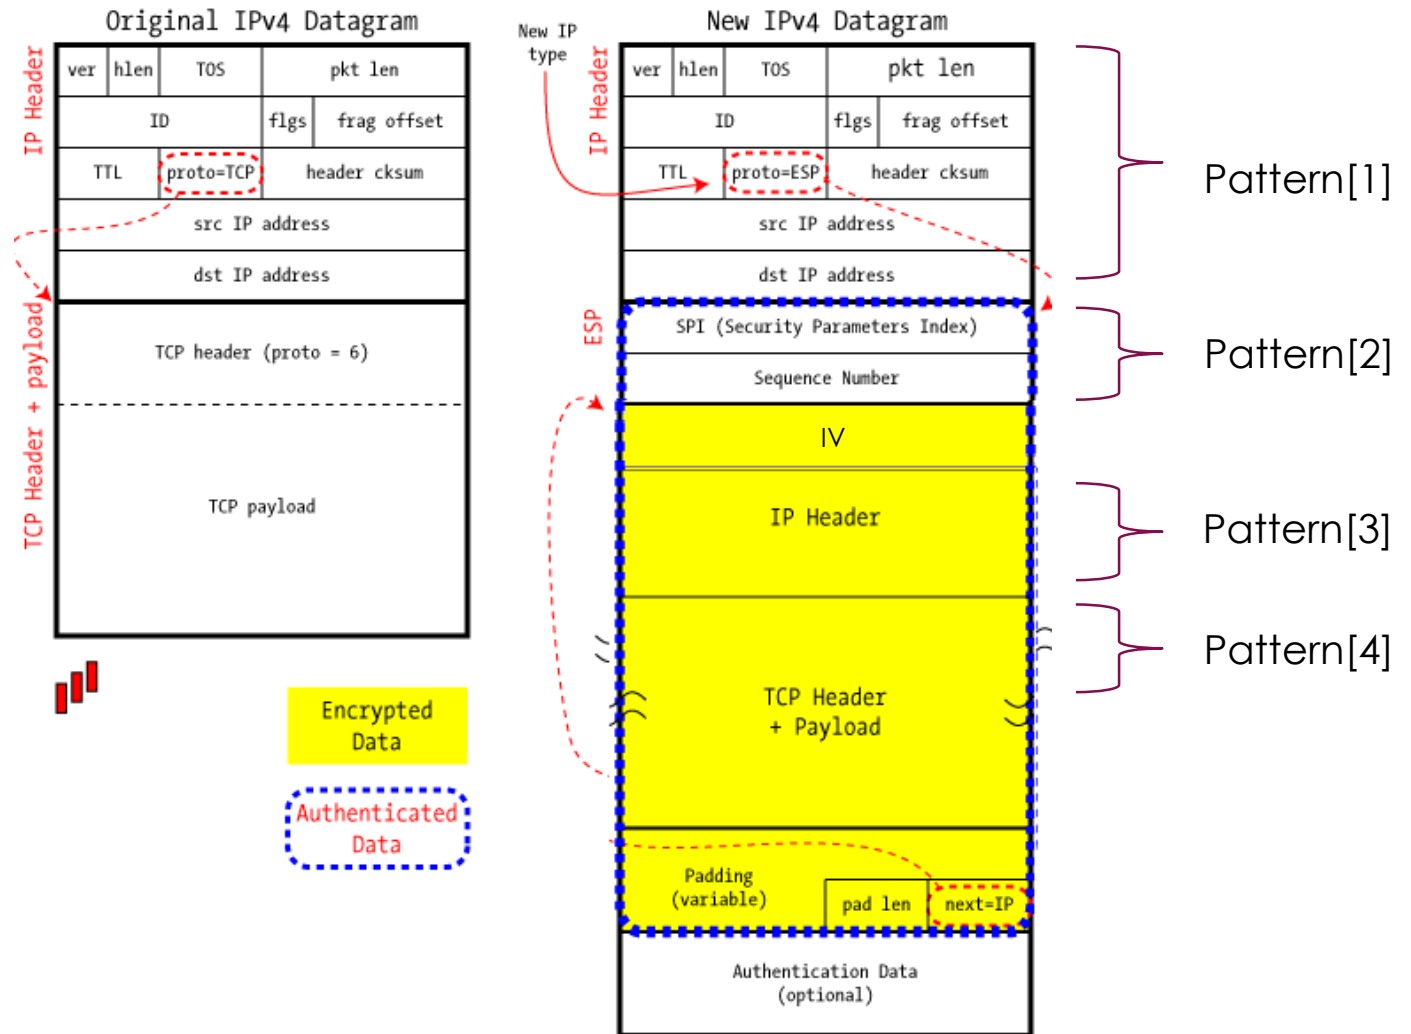 Original IPv4 Datagram
IP Header
ver hlen TOS pkt len
ID flgs frag offset
TTL proto=TCP header cksum
src IP address
dst IP address
TCP Header + payload
TCP header (proto = 6)
TCP payload
Encrypted
Data
Authenticated
Data
New IPv4 Datagram
New IP
type
IP Header
ver hlen TOS pkt len
ID flgs frag offset
TTL proto=ESP header cksum
src IP address
dst IP address
ESP
SPI (Security Parameters Index)
Sequence Number
IV
IP Header
TCP Header
+ Payload
Padding
(variable)
pad len next=IP
Authentication Data
(optional)
Pattern[1]
Pattern[2]
Pattern[3]
Pattern[4]